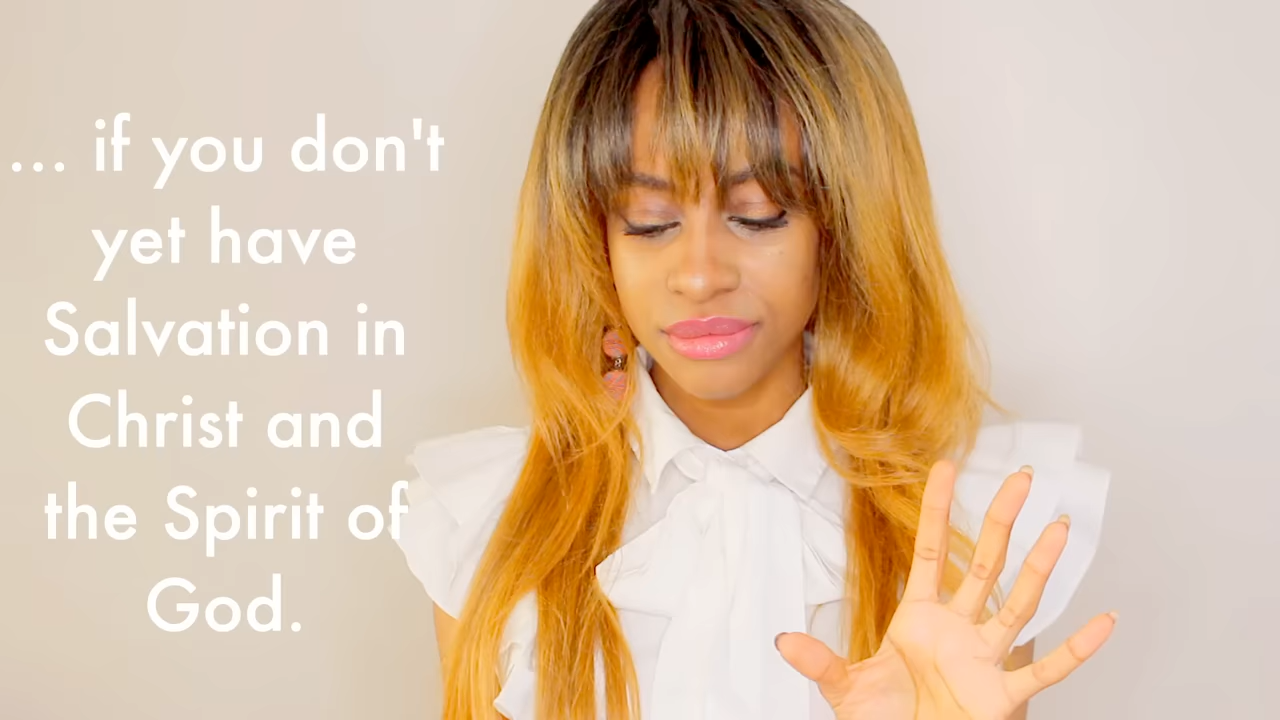 ... if you don't
yet have
Salvation in
Christ and
the Spirit of
God.